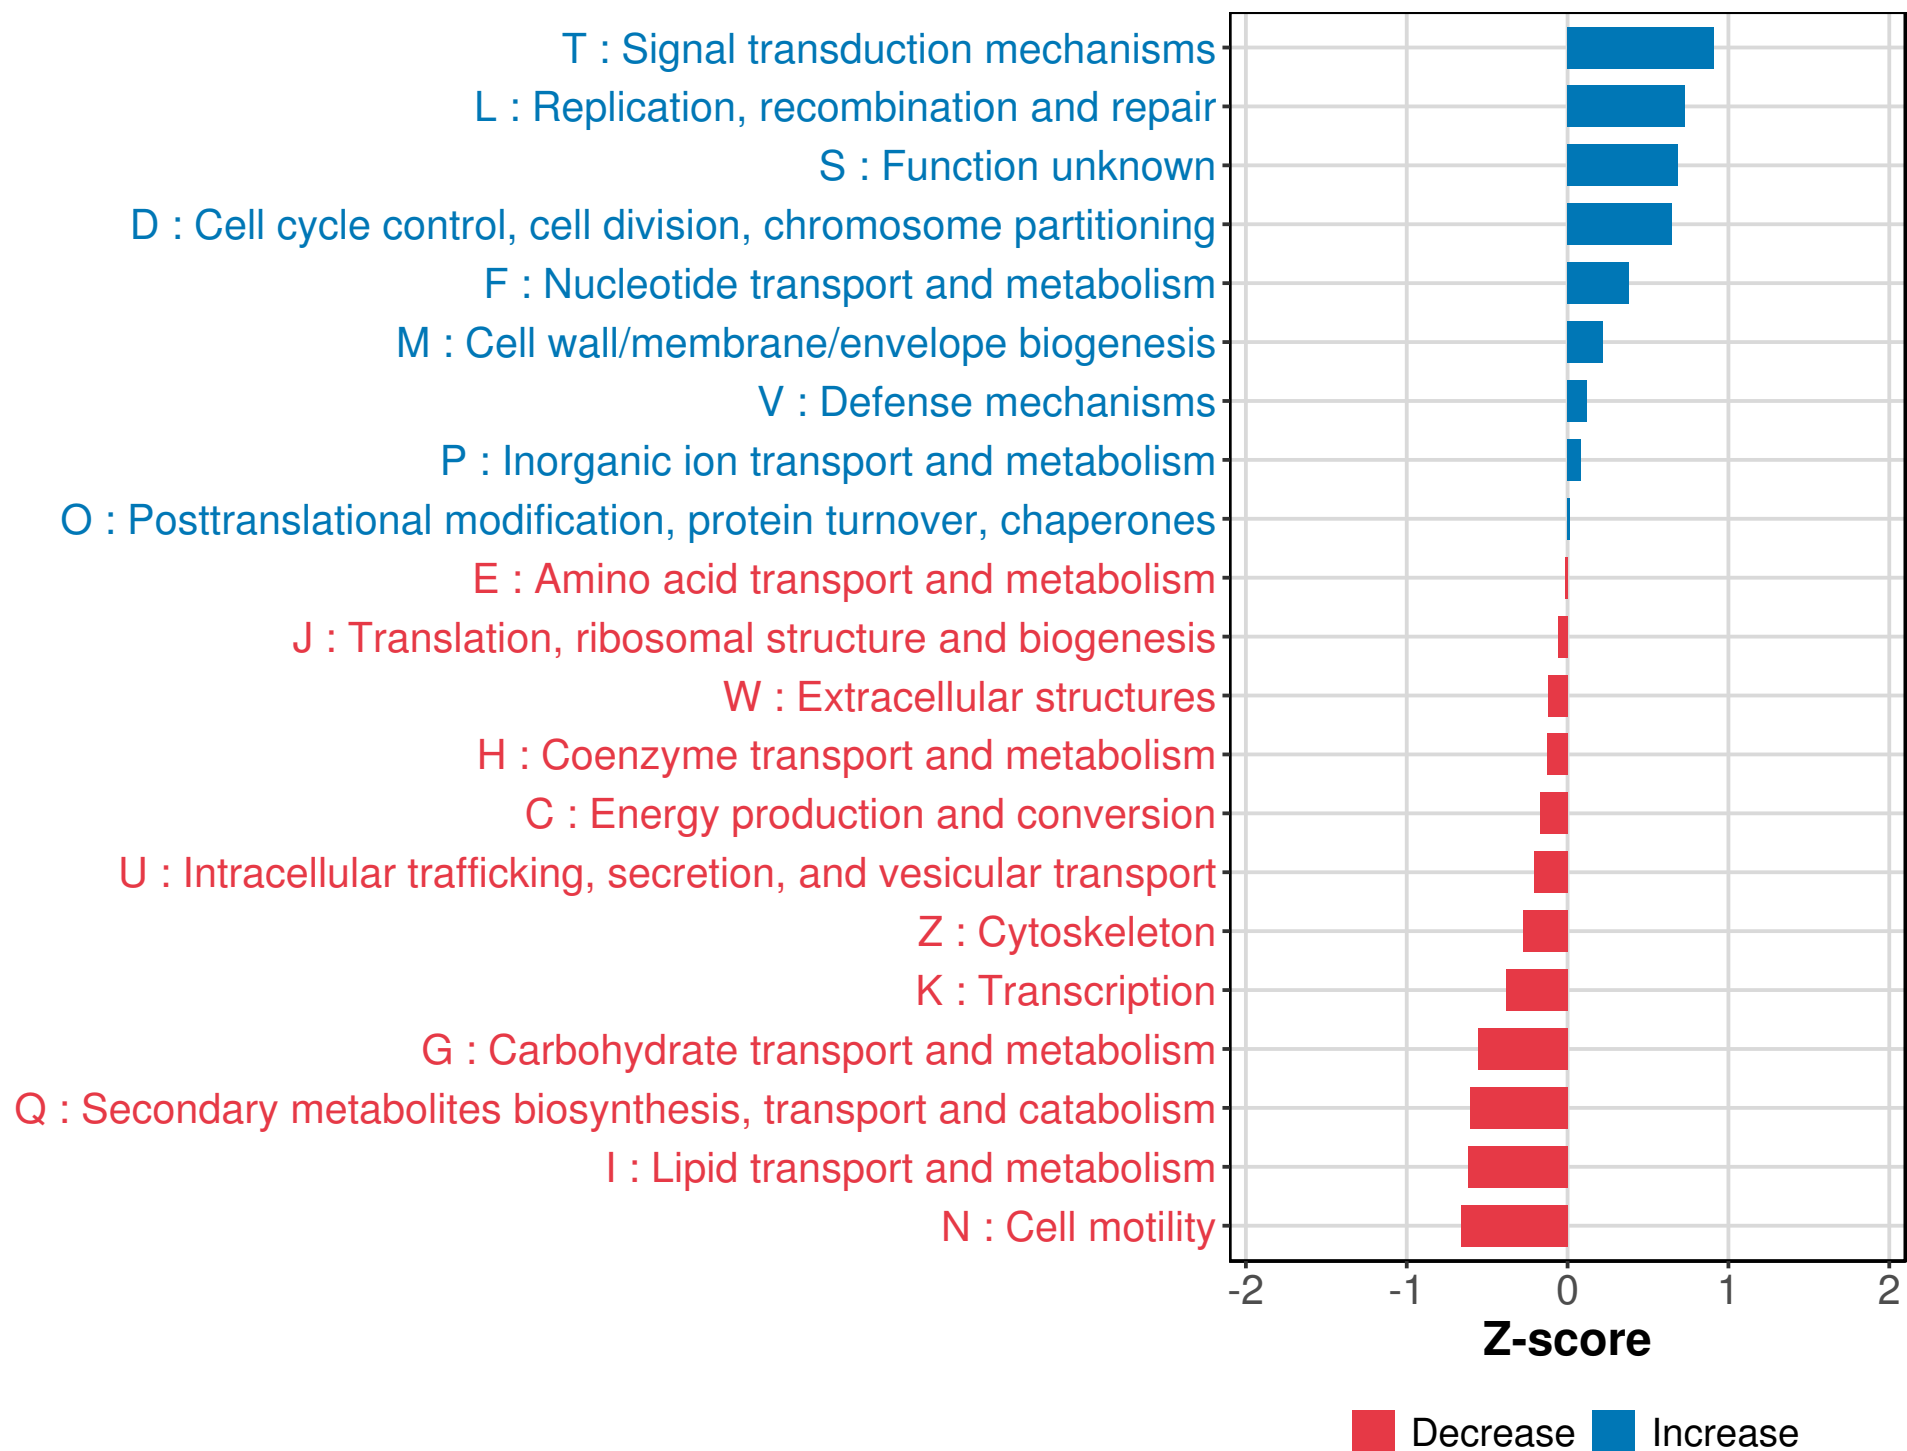 T : Signal transduction mechanisms
L : Replication, recombination and repair
S : Function unknown
D : Cell cycle control, cell division, chromosome partitioning
F : Nucleotide transport and metabolism
M : Cell wall/membrane/envelope biogenesis
V : Defense mechanisms
P : Inorganic ion transport and metabolism
O : Posttranslational modification, protein turnover, chaperones
E : Amino acid transport and metabolism
J : Translation, ribosomal structure and biogenesis
W : Extracellular structures
H : Coenzyme transport and metabolism
C : Energy production and conversion
U : Intracellular trafficking, secretion, and vesicular transport
Z : Cytoskeleton
K : Transcription
G : Carbohydrate transport and metabolism
Q : Secondary metabolites biosynthesis, transport and catabolism
I : Lipid transport and metabolism
N : Cell motility
-2 -1 0 1 2
Z-score
Decrease Increase